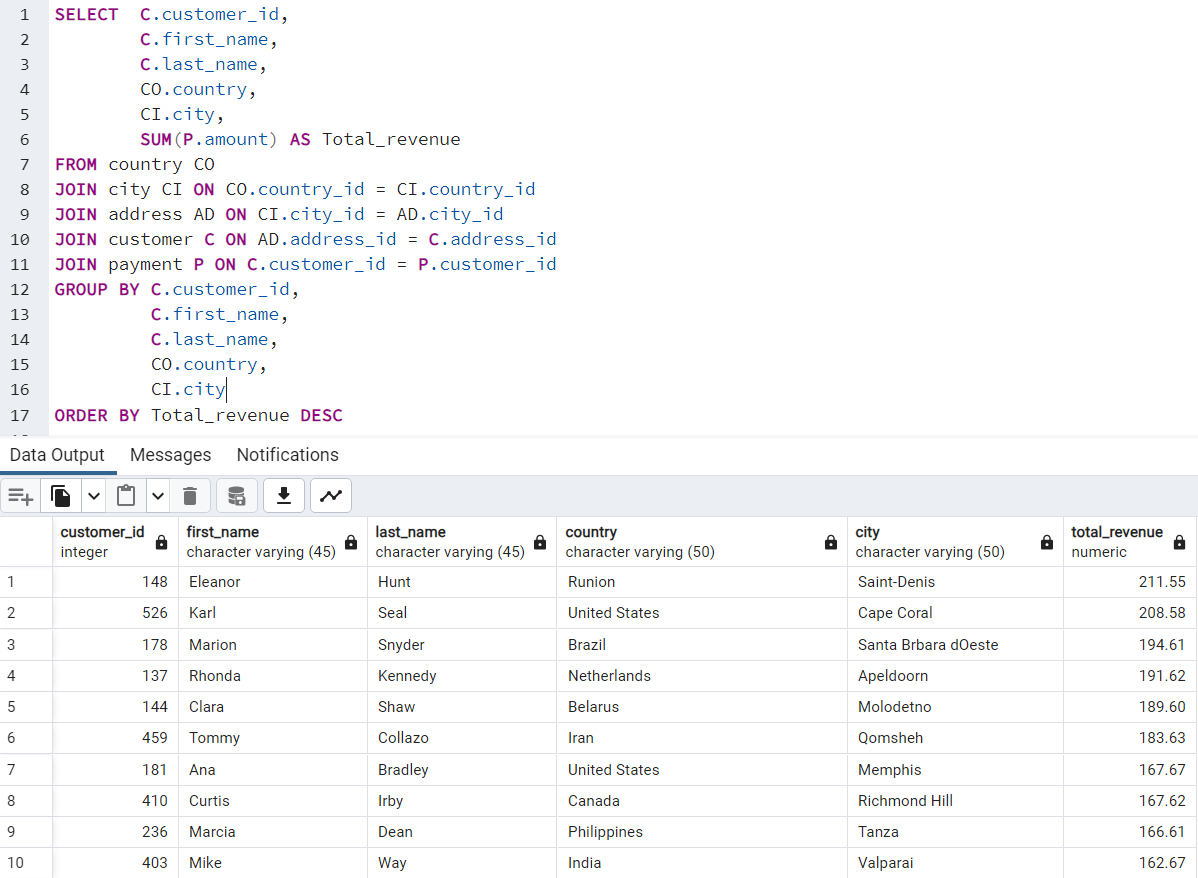 1 SELECT C.customer_id,
2 C.first_name,
3 C.last_name,
4 CO.country,
5 CI.city,
6 SUM(P.amount) AS Total_revenue
7 FROM country CO
8 JOIN city CI ON CO.country_id = CI.country_id
9 JOIN address AD ON CI.city_id = AD.city_id
10 JOIN customer C ON AD.address_id = C.address_id
11 JOIN payment P ON C.customer_id = P.customer_id
12 GROUP BY C.customer_id,
13 C.first_name,
14 C.last_name,
15 CO.country,
16 CI.city
17 ORDER BY Total_revenue DESC
Data Output Messages Notifications
customer_id first_name last_name country city total_revenue
integer character varying (45) character varying (45) character varying (50) character varying (50) numeric
1 148 Eleanor Hunt Runion Saint-Denis 211.55
2 526 Karl Seal United States Cape Coral 208.58
3 178 Marion Snyder Brazil Santa Brbara dOeste 194.61
4 137 Rhonda Kennedy Netherlands Apeldoorn 191.62
5 144 Clara Shaw Belarus Molodetno 189.60
6 459 Tommy Collazo Iran Qomsheh 183.63
7 181 Ana Bradley United States Memphis 167.67
8 410 Curtis Irby Canada Richmond Hill 167.62
9 236 Marcia Dean Philippines Tanza 166.61
10 403 Mike Way India Valparai 162.67